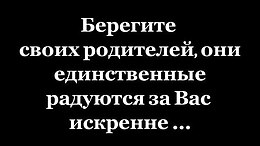 Берегите
своих родителей, они
единственные
радуются за Вас
искренне ...